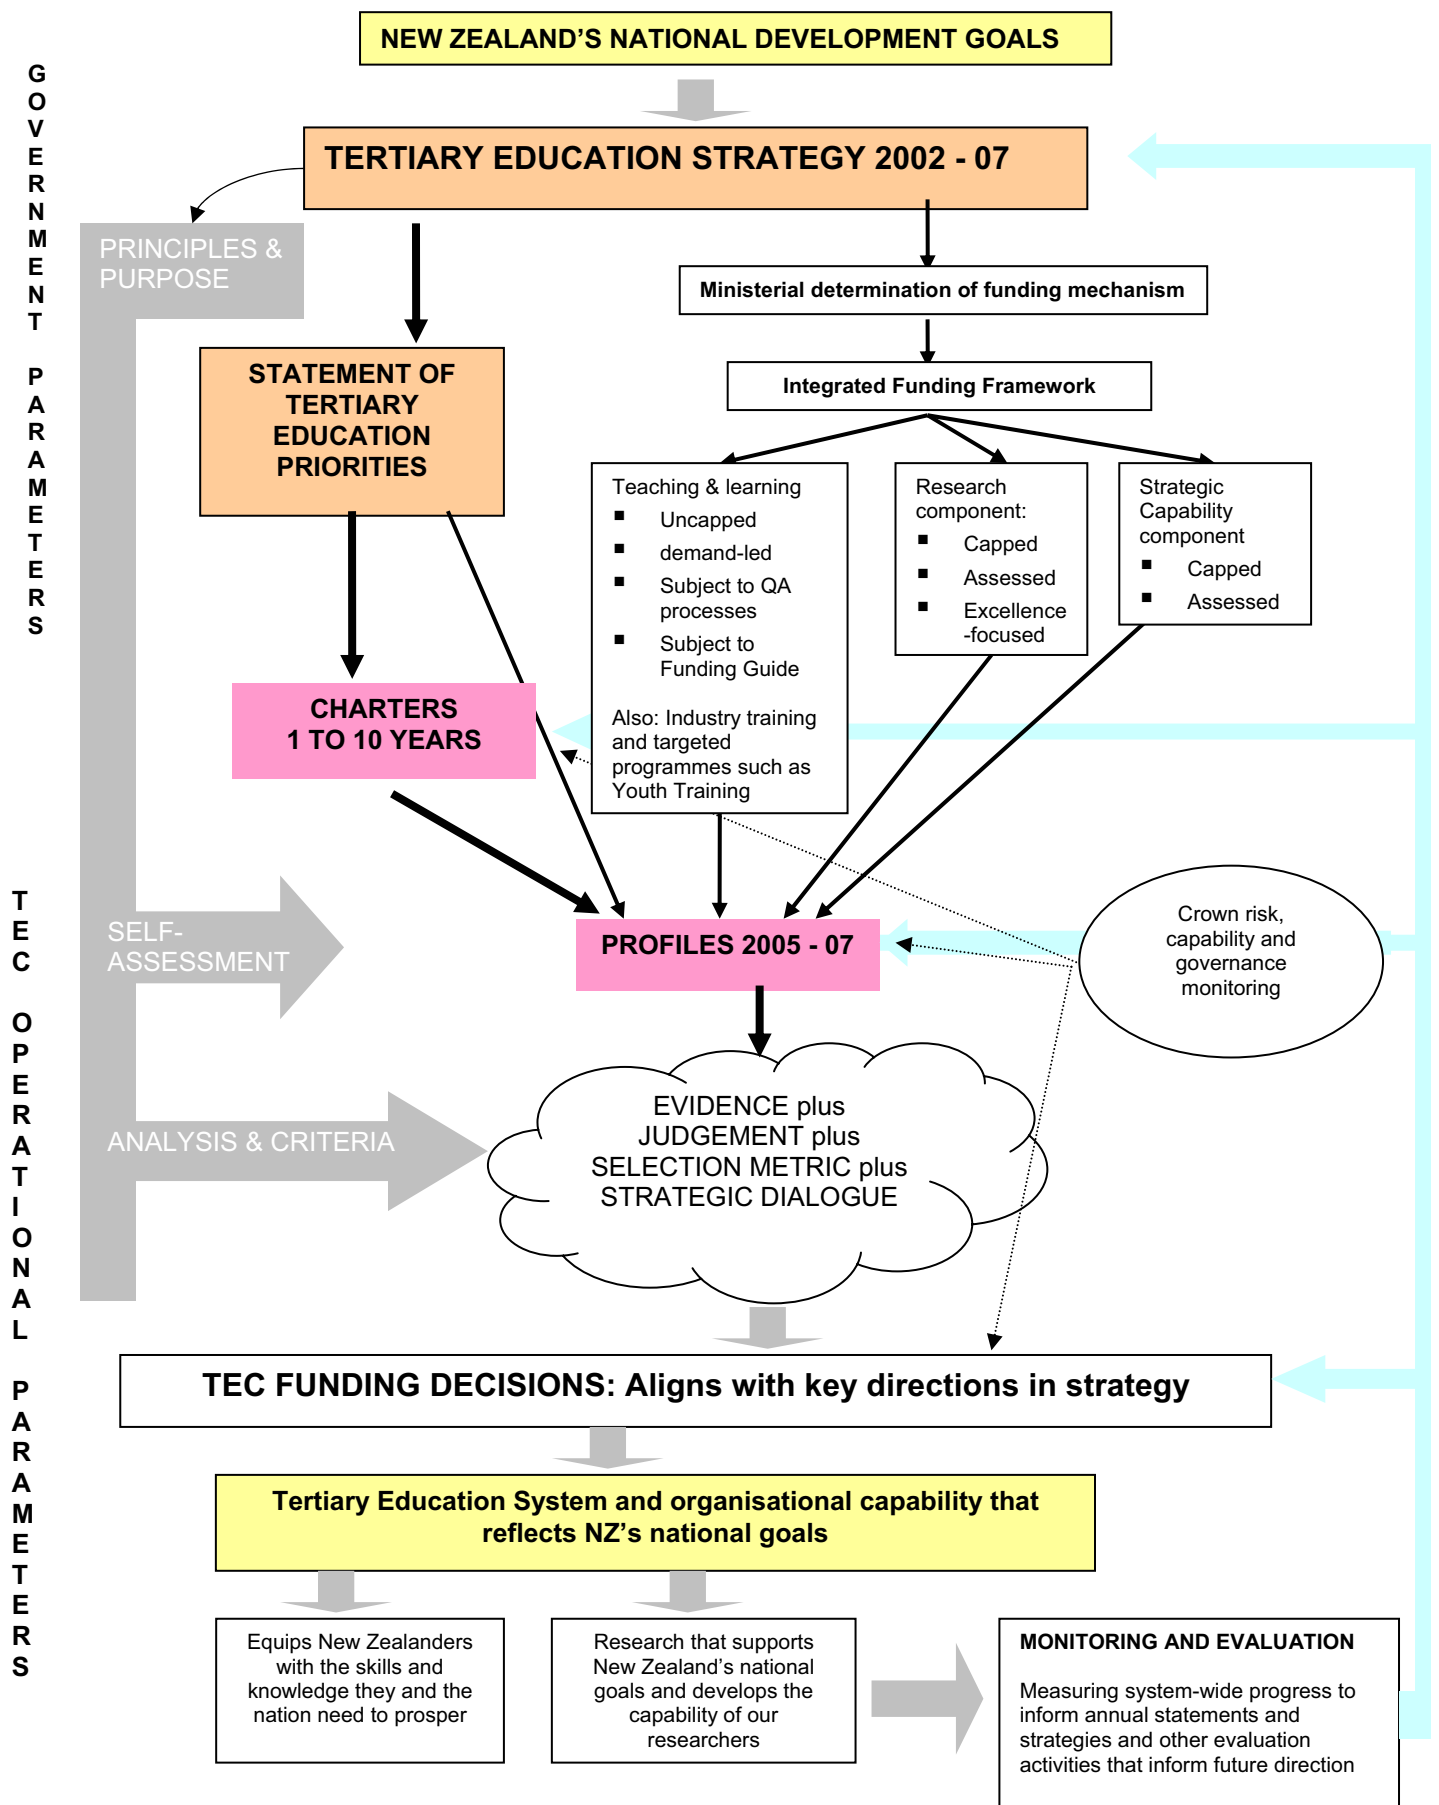 NEW ZEALAND’S NATIONAL DEVELOPMENT GOALS
GOVERNMENT PARAMETERS
TERTIARY EDUCATION STRATEGY 2002 - 07
PRINCIPLES &
PURPOSE
Ministerial determination of funding mechanism
STATEMENT OF
TERTIARY
EDUCATION
PRIORITIES
Integrated Funding Framework
Teaching & learning
▪ Uncapped
▪ demand-led
▪ Subject to QA
processes
▪ Subject to
Funding Guide
Also: Industry training
and targeted
programmes such as
Youth Training
Research
component:
▪ Capped
▪ Assessed
▪ Excellence
-focused
Strategic
Capability
component
▪ Capped
▪ Assessed
CHARTERS
1 TO 10 YEARS
TEC OPERATIONAL PARAMETERS
SELF-
ASSESSMENT
PROFILES 2005 - 07
Crown risk,
capability and
governance
monitoring
ANALYSIS & CRITERIA
EVIDENCE plus
JUDGEMENT plus
SELECTION METRIC plus
STRATEGIC DIALOGUE
TEC FUNDING DECISIONS: Aligns with key directions in strategy
Tertiary Education System and organisational capability that
reflects NZ’s national goals
Equips New Zealanders
with the skills and
knowledge they and the
nation need to prosper
Research that supports
New Zealand’s national
goals and develops the
capability of our
researchers
MONITORING AND EVALUATION
Measuring system-wide progress to
inform annual statements and
strategies and other evaluation
activities that inform future direction